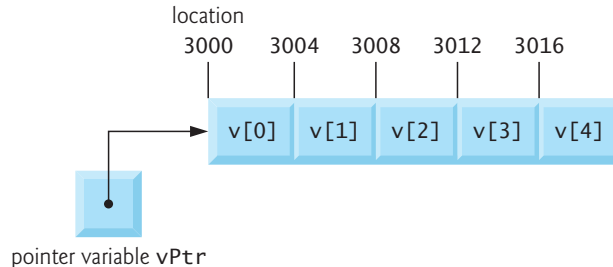 location
3000 3004 3008 3012 3016
v[0] v[1] v[2] v[3] v[4]
pointer variable vPtr